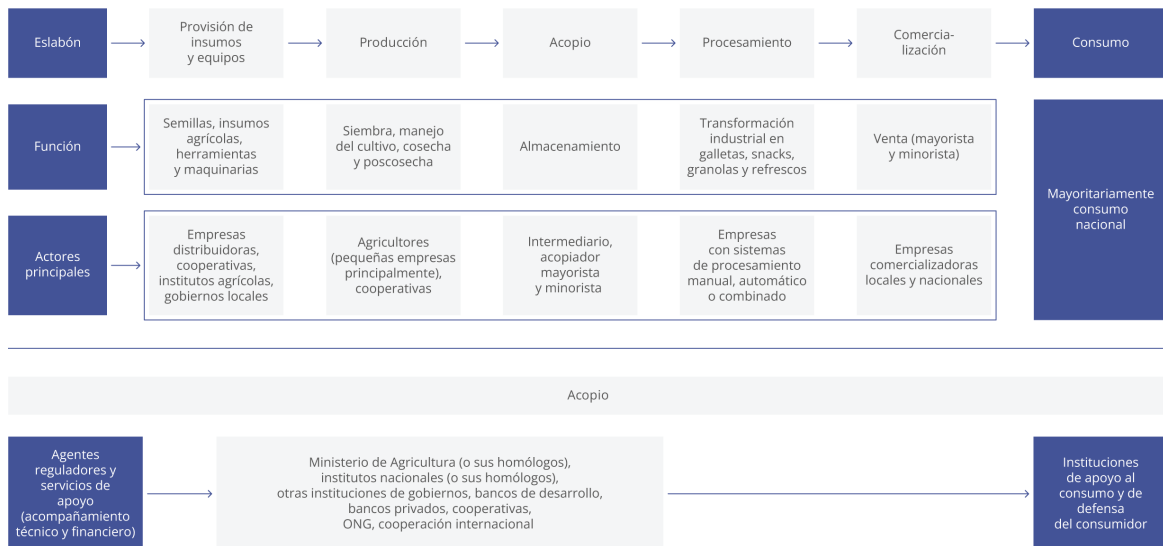 Eslabón
Provisión de
insumos
y equipos
Producción
Acopio
Procesamiento
Comercia-
lización
Consumo
Función
Semillas, insumos
agrícolas,
herramientas
y maquinarias
Siembra, manejo
del cultivo, cosecha
y poscosecha
Almacenamiento
Transformación
industrial en
galletas, snacks,
granolas y refrescos
Venta (mayorista
y minorista)
Mayoritariamente
consumo
nacional
Actores
principales
Empresas
distribuidoras,
cooperativas,
institutos agrícolas,
gobiernos locales
Agricultores
(pequeñas empresas
principalmente),
cooperativas
Intermediario,
acopiador
mayorista
y minorista
Empresas
con sistemas
de procesamiento
manual, automático
o combinado
Empresas
comercializadoras
locales y nacionales
Acopio
Agentes
reguladores y
servicios de
apoyo
(acompañamiento
técnico y financiero)
Ministerio de Agricultura (o sus homólogos),
institutos nacionales (o sus homólogos),
otras instituciones de gobiernos, bancos de desarrollo,
bancos privados, cooperativas,
ONG, cooperación internacional
Instituciones
de apoyo al
consumo y de
defensa
del consumidor